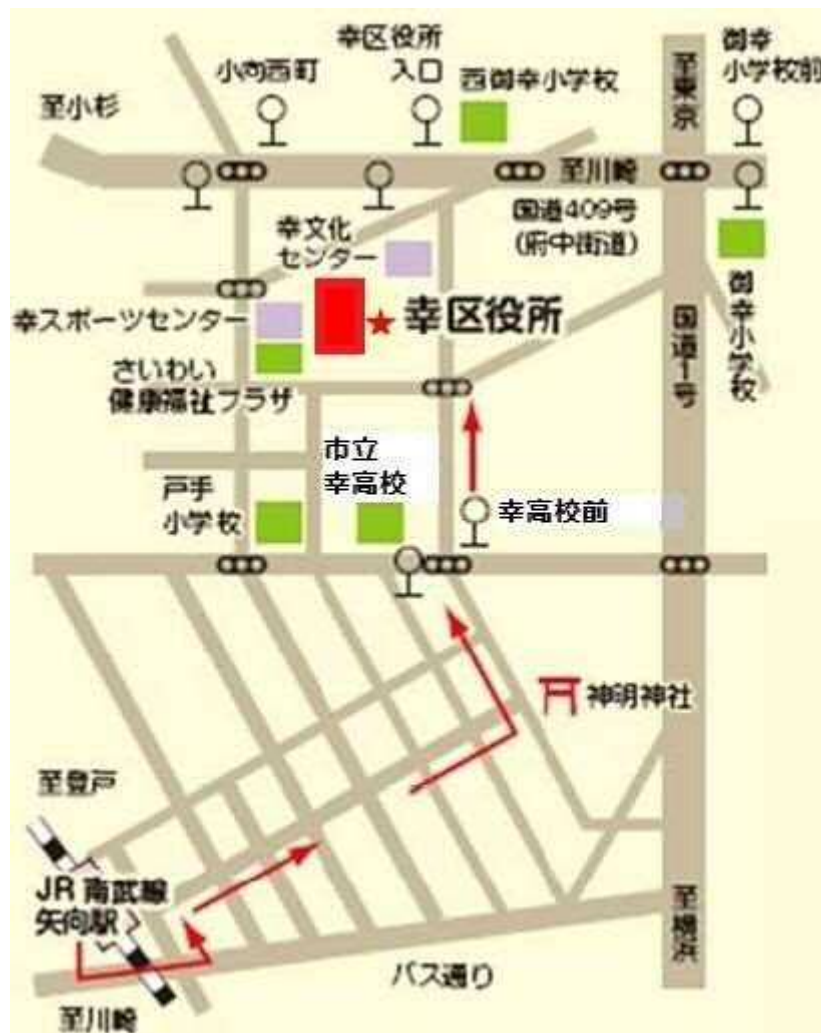 幸区役所
入口
御幸
小学校前
小向西町
西御幸小学校
至東京
至小杉
至川崎
国道409号
(府中街道)
幸文化
センター
幸スポーツセンター
幸区役所
御幸小学校
国道1号
さいわい
健康福祉プラザ
市立
幸高校
戸手
小学校
幸高校前
神明神社
至登戸
JR南武線
矢向駅
至横浜
バス通り
至川崎